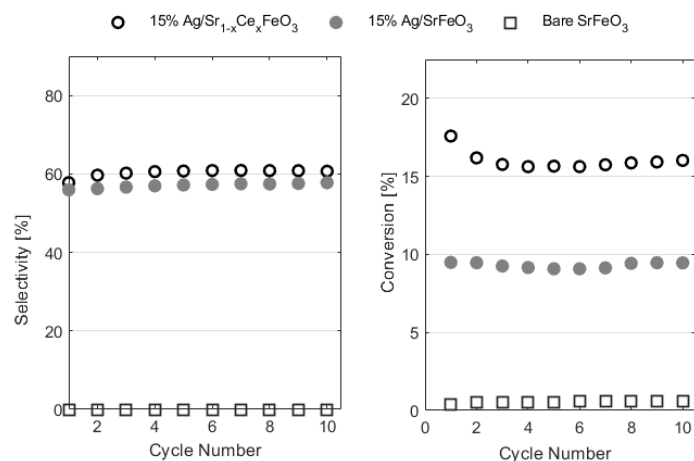 15% Ag/Sr₁₋ₓCeₓFeO₃ 15% Ag/SrFeO₃ Bare SrFeO₃
80
60
40
20
0
2 4 6 8 10
Selectivity [%]
Cycle Number
20
15
10
5
0
0 2 4 6 8 10
Conversion [%]
Cycle Number